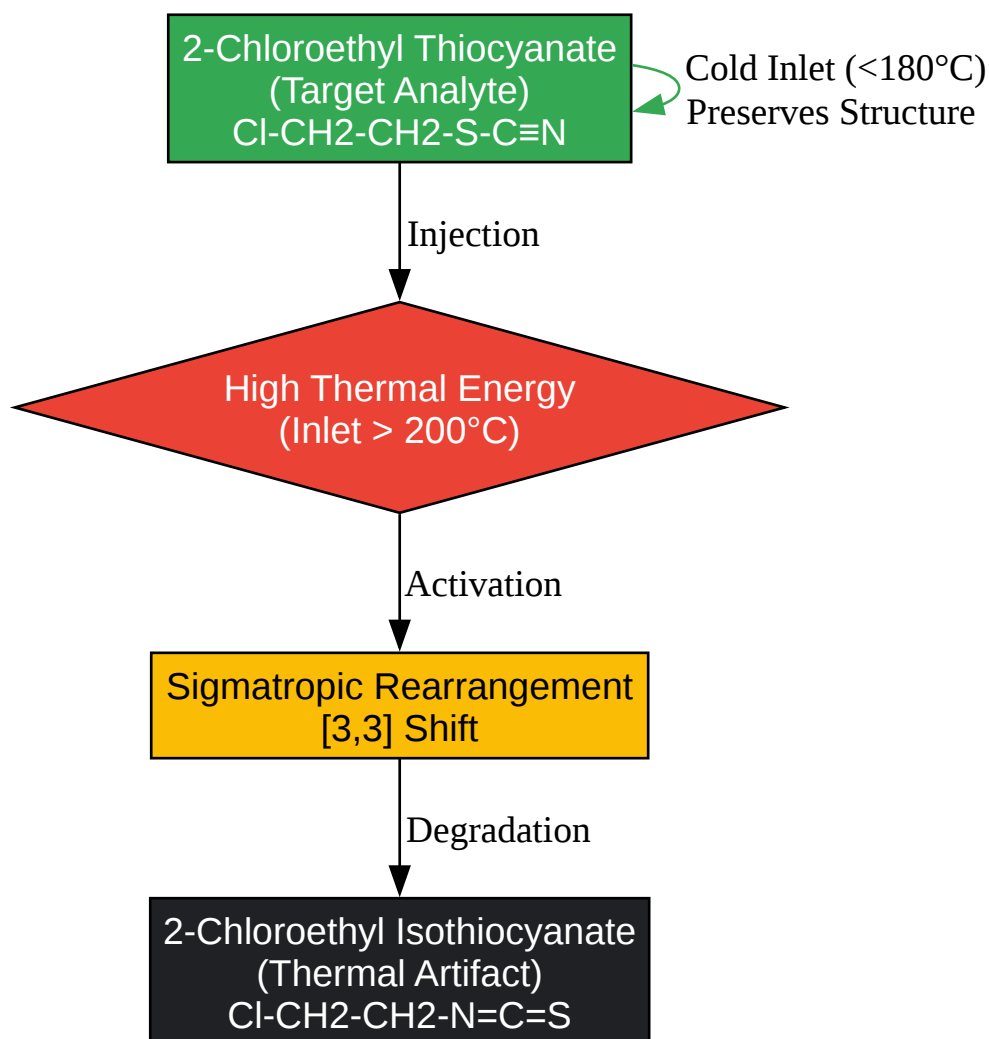 2-Chloroethyl Thiocyanate
(Target Analyte)
Cl-CH2-CH2-S-C≡N
Cold Inlet (<180°C)
Preserves Structure
Injection
High Thermal Energy
(Inlet > 200°C)
Activation
Sigmatropic Rearrangement
[3,3] Shift
Degradation
2-Chloroethyl Isothiocyanate
(Thermal Artifact)
Cl-CH2-CH2-N=C=S